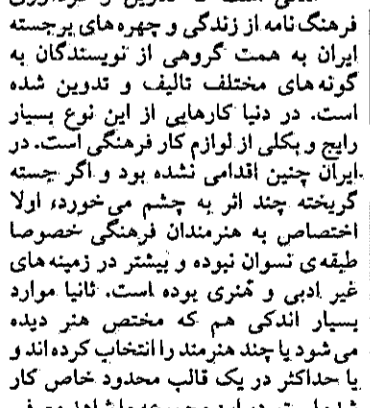 فرهنگ‌نامه از زندگی و چهره‌های برجسته
ایران به همت گروهی از نویسندگان به
گونه‌های مختلف تالیف و تدوین شده
است. در دنیا کارهایی از این نوع بسیار
رایج و بکلی از لوازم کار فرهنگی است. در
ایران چنین اقدامی نشده بود و اگر جسته
گریخته چند اثر به چشم می‌خورد، اولا
اختصاص به هنرمندان فرهنگی خصوصا
طبقه‌ی نسوان نبوده و بیشتر در زمینه‌های
غیر ادبی و هنری بوده است. ثانیا موارد
بسیار اندکی هم که مختص هنر دیده
می‌شود یا چند هنرمند را انتخاب کرده‌اند و
یا حداکثر در یک قالب محدود خاص کار